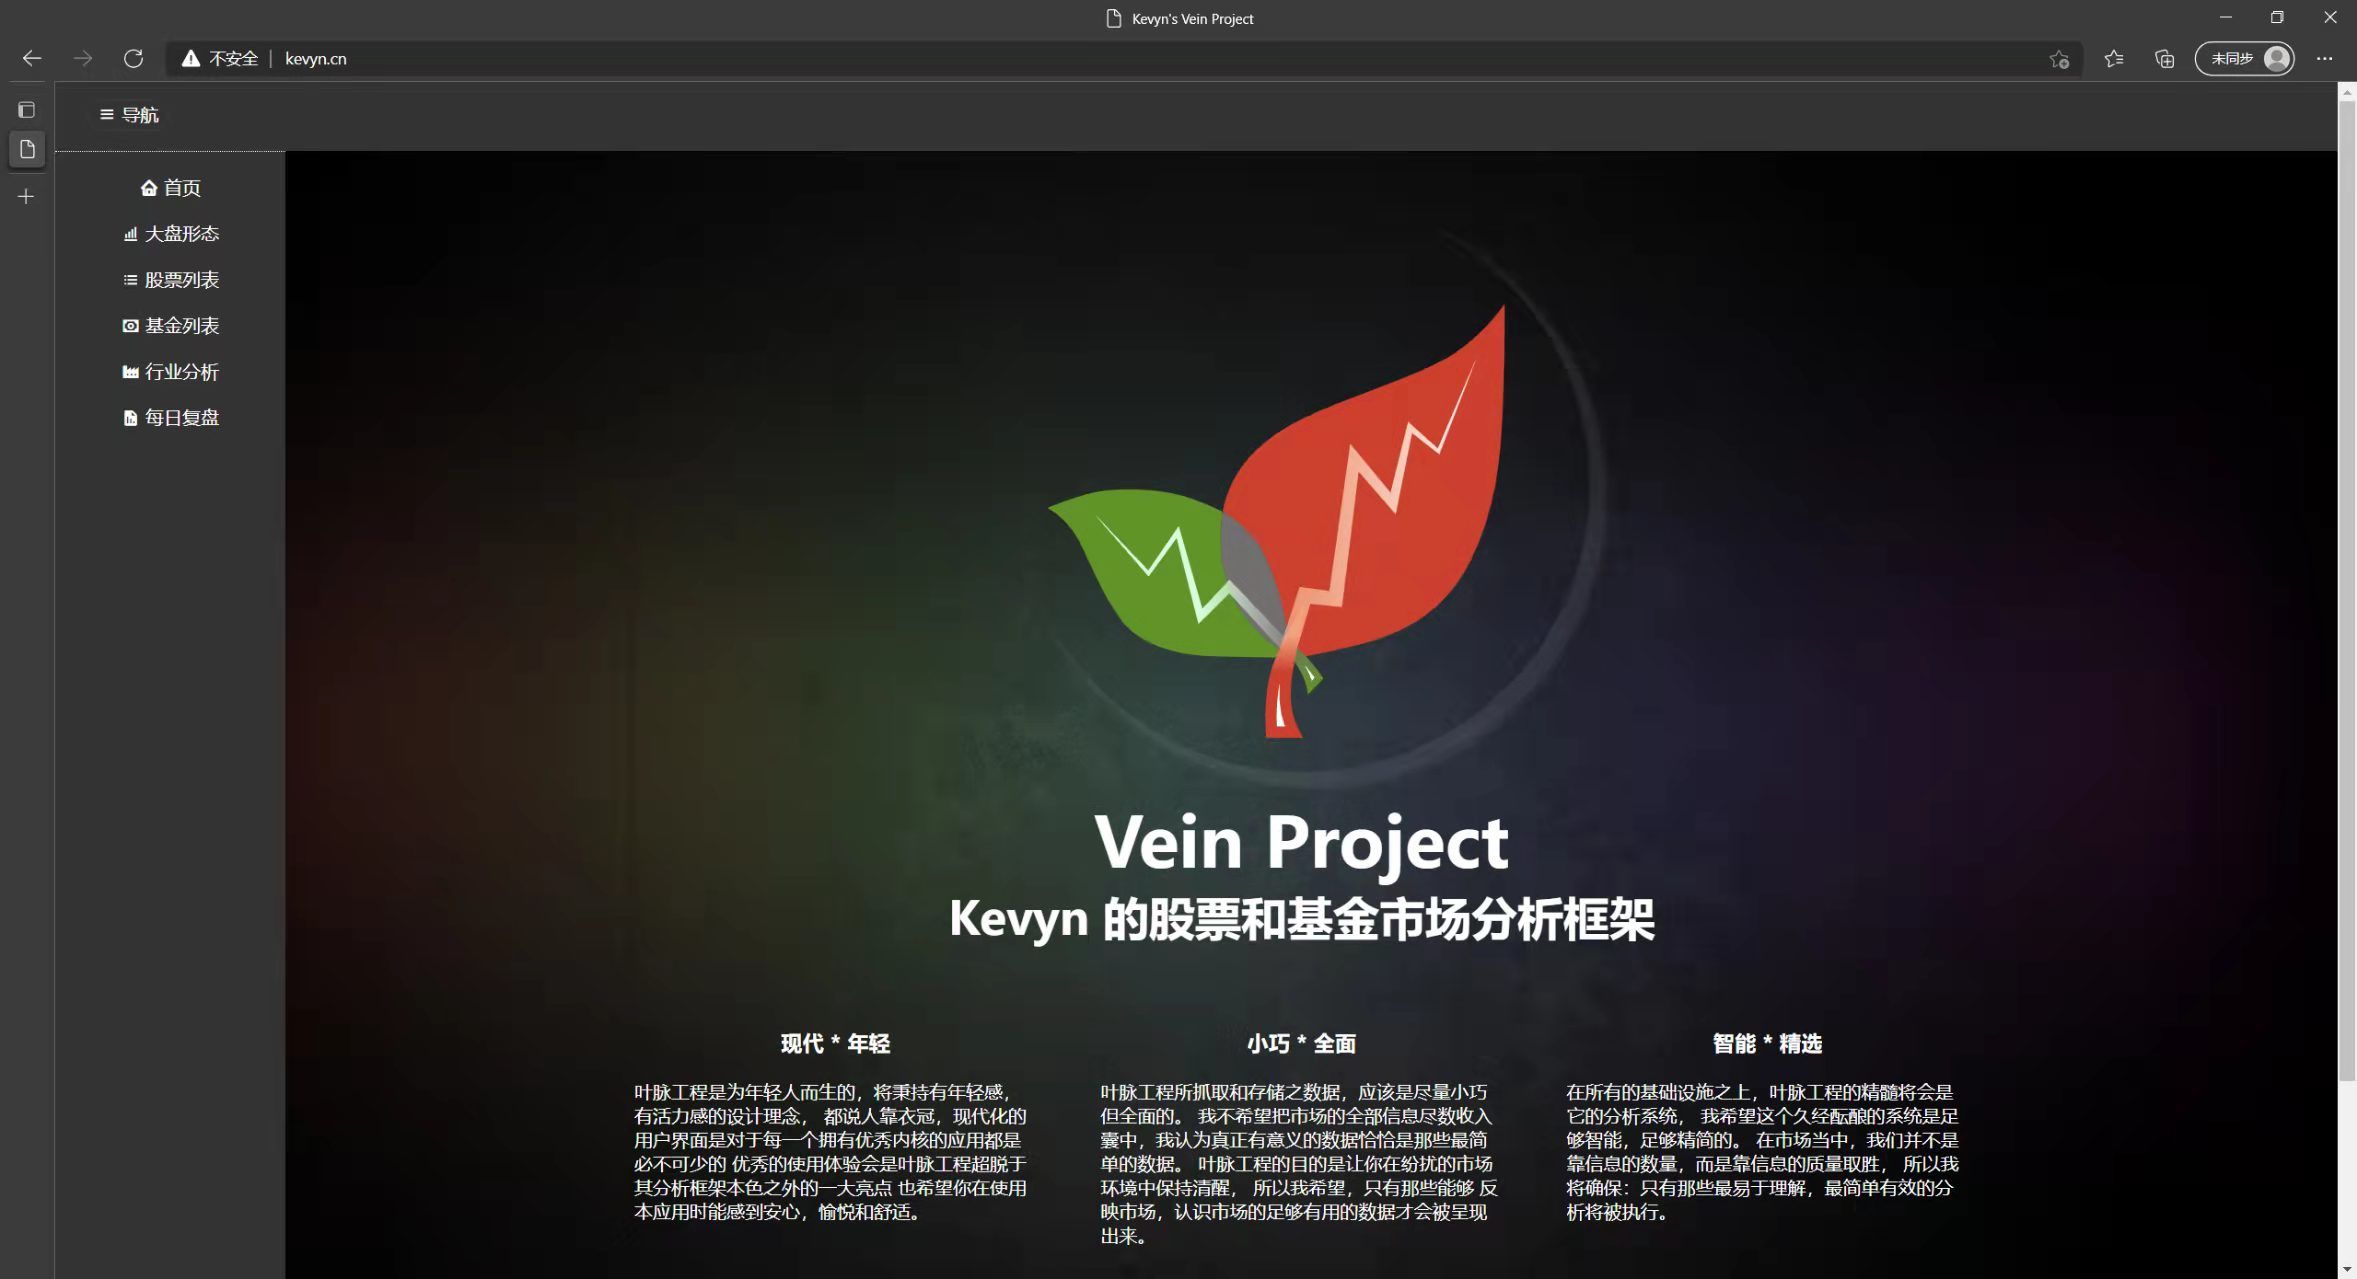 Kevyn's Vein Project
不安全 | kevyn.cn
未同步
导航
首页
大盘形态
股票列表
基金列表
行业分析
每日复盘
Vein Project
Kevyn 的股票和基金市场分析框架
现代 * 年轻
叶脉工程是为年轻人而生的，将秉持有年轻感，
有活力感的设计理念， 都说人靠衣冠，现代化的
用户界面是对于每一个拥有优秀内核的应用都是
必不可少的 优秀的使用体验会是叶脉工程超脱于
其分析框架本色之外的一大亮点 也希望你在使用
本应用时能感到安心，愉悦和舒适。
小巧 * 全面
叶脉工程所抓取和存储之数据，应该是尽量小巧
但全面的。 我不希望把市场的全部信息尽数收入
囊中，我认为真正有意义的数据恰恰是那些最简
单的数据。 叶脉工程的目的是让你在纷扰的市场
环境中保持清醒， 所以我希望，只有那些能够 反
映市场，认识市场的足够有用的数据才会被呈现
出来。
智能 * 精选
在所有的基础设施之上，叶脉工程的精髓将会是
它的分析系统， 我希望这个久经酝酿的系统是足
够智能，足够精简的。 在市场当中，我们并不是
靠信息的数量，而是靠信息的质量取胜， 所以我
将确保：只有那些最易于理解，最简单有效的分
析将被执行。